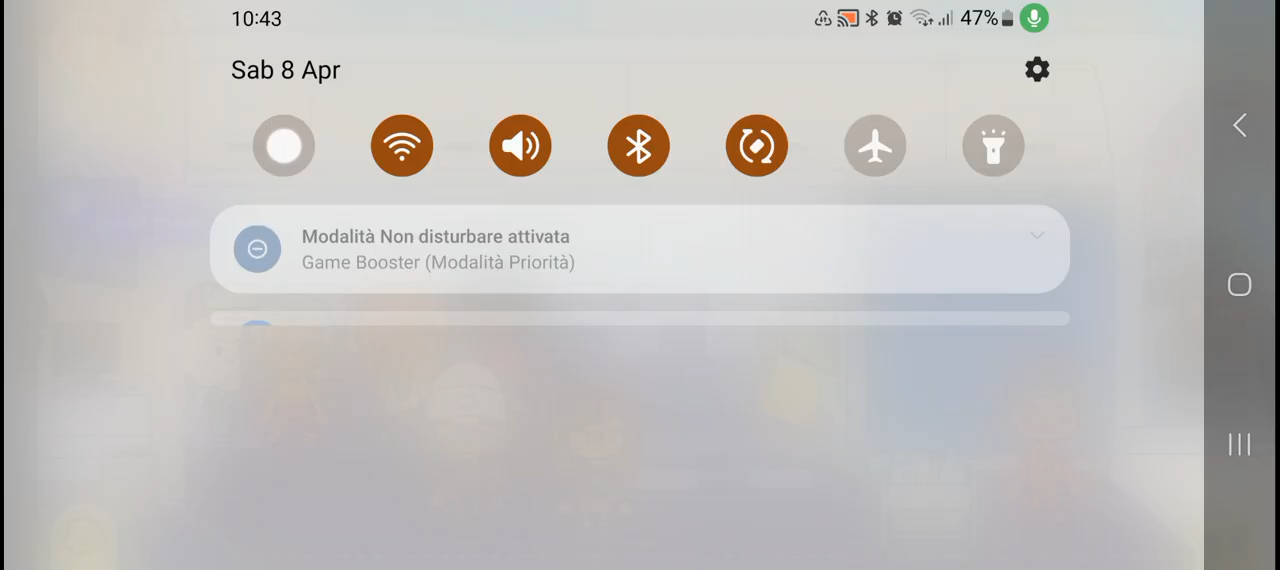 10:43
47%
Sab 8 Apr
Modalità Non disturbare attivata
Game Booster (Modalità Priorità)